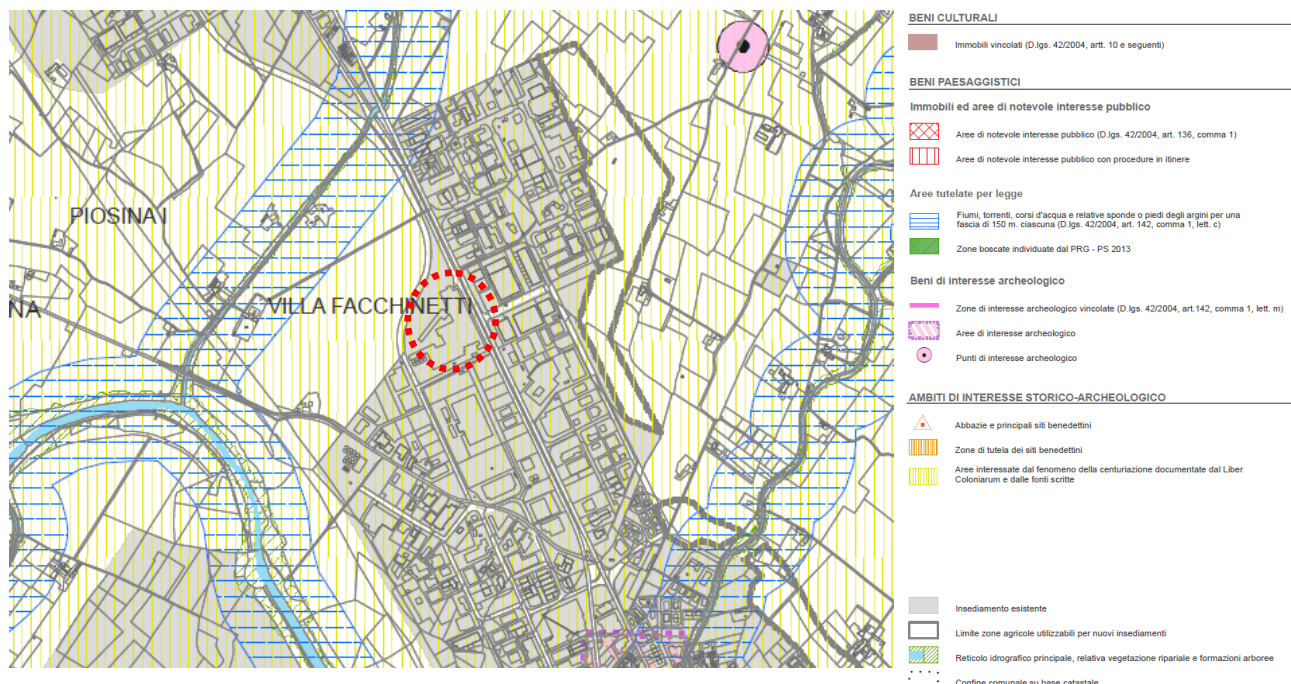 PIOSINA I
VILLA FACCHINETTI
NA
BENI CULTURALI
Immobili vincolati (D.lgs. 42/2004, artt. 10 e seguenti)
BENI PAESAGGISTICI
Immobili ed aree di notevole interesse pubblico
Aree di notevole interesse pubblico (D.lgs. 42/2004, art. 136, comma 1)
Aree di notevole interesse pubblico con procedure in itinere
Aree tutelate per legge
Fiumi, torrenti, corsi d'acqua e relative sponde o piedi degli argini per una
fascia di 150 m. ciascuna (D.lgs. 42/2004, art. 142, comma 1, lett. c)
Zone boscate individuate dal PRG - PS 2013
Beni di interesse archeologico
Zone di interesse archeologico vincolate (D.lgs. 42/2004, art.142, comma 1, lett. m)
Aree di interesse archeologico
Punti di interesse archeologico
AMBITI DI INTERESSE STORICO-ARCHEOLOGICO
Abbazie e principali siti benedettini
Zone di tutela dei siti benedettini
Aree interessate dal fenomeno della centuriazione documentate dal Liber
Coloniarum e dalle fonti scritte
Insediamento esistente
Limite zone agricole utilizzabili per nuovi insediamenti
Reticolo idrografico principale, relativa vegetazione ripariale e formazioni arboree
Confine comunale su base catastale